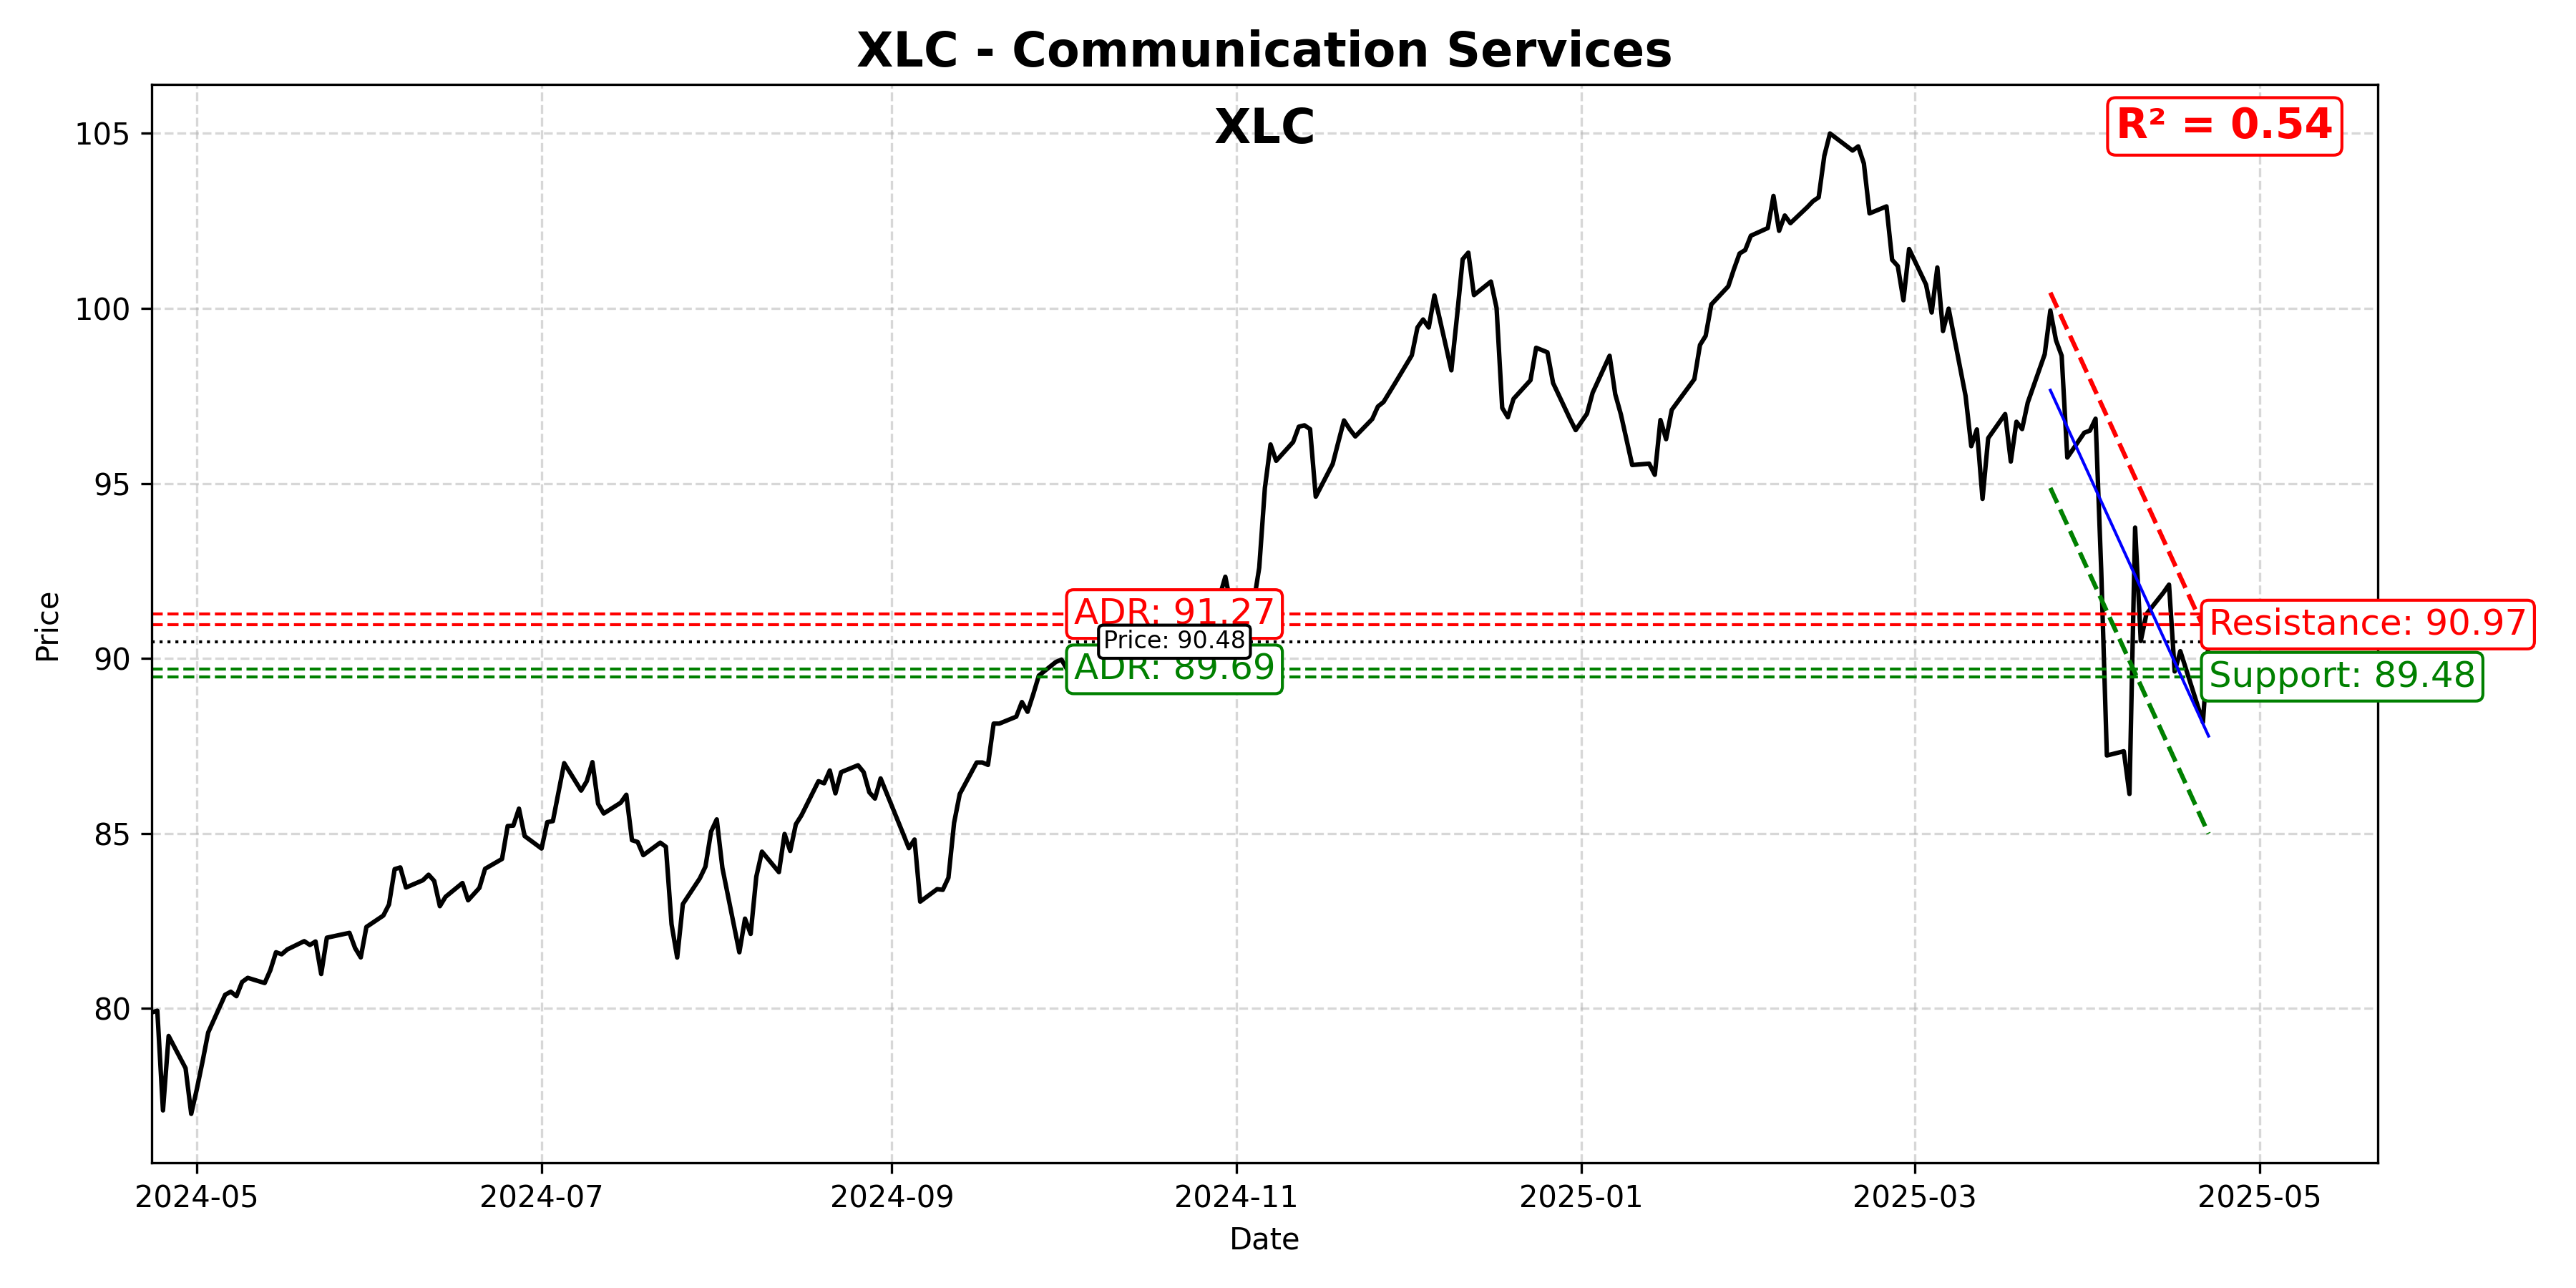 XLC - Communication Services
XLC
R² = 0.54
105
100
95
90
85
80
Price
ADR: 91.27
Price: 90.48
ADR: 89.69
Resistance: 90.97
Support: 89.48
2024-05
2024-07
2024-09
2024-11
2025-01
2025-03
2025-05
Date